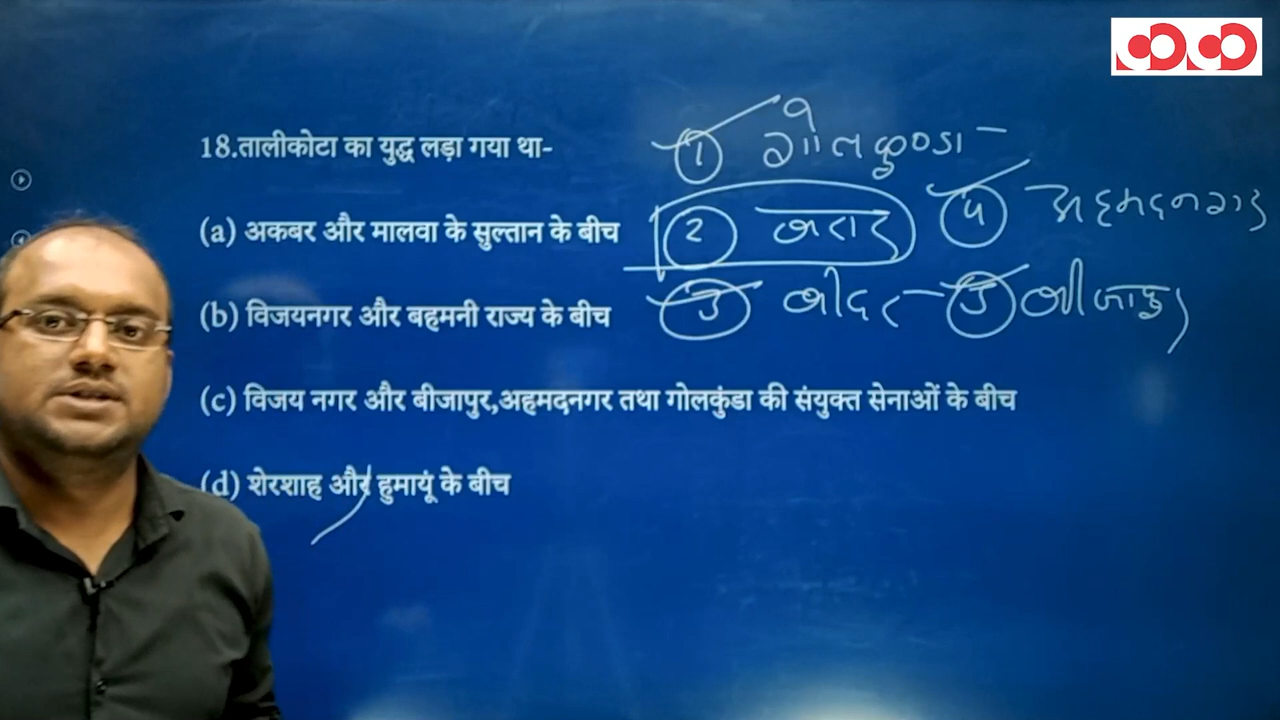 18.तालीकोटा का युद्ध लड़ा गया था-
(a) अकबर और मालवा के सुल्तान के बीच
(b) विजयनगर और बहमनी राज्य के बीच
(c) विजय नगर और बीजापुर,अहमदनगर तथा गोलकुंडा की संयुक्त सेनाओं के बीच
(d) शेरशाह और हुमायूं के बीच
1 गोलकुण्डा -
2 बरार
3 बीदर -
4 अहमदनगर
5 बीजापुर